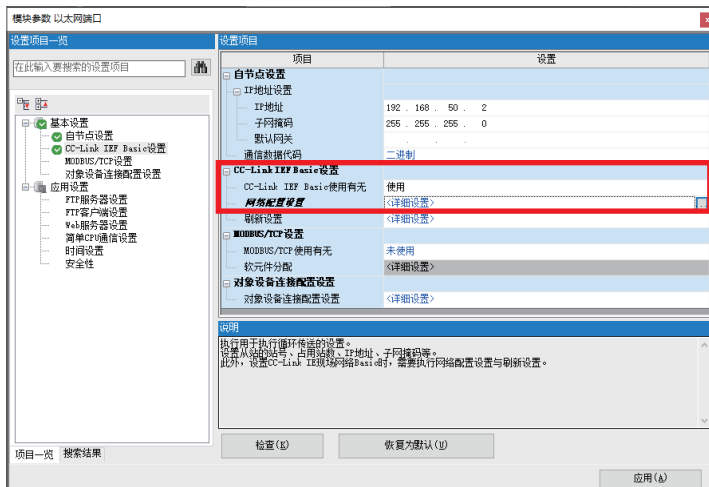 模块参数 以太网端口
设置项目一览
在此输入要搜索的设置项目
基本设置
自节点设置
CC-Link IEF Basic设置
MODBUS/TCP设置
对象设备连接配置设置
应用设置
FTP服务器设置
FTP客户端设置
Web服务器设置
简单CPU通信设置
时间设置
安全性
项目一览 搜索结果
设置项目
项目 设置
自节点设置
IP地址设置
IP地址 192 . 168 . 50 . 2
子网掩码 255 . 255 . 255 . 0
默认网关 . . .
通信数据代码 二进制
CC-Link IEF Basic设置
CC-Link IEF Basic使用有无 使用
网络配置设置 <详细设置>
刷新设置 <详细设置>
MODBUS/TCP设置
MODBUS/TCP使用有无 未使用
软元件分配 <详细设置>
对象设备连接配置设置
对象设备连接配置设置 <详细设置>
说明
执行用于执行循环传送的设置。
设置从站的站号、占用站数、IP地址、子网掩码等。
此外，设置CC-Link IE现场网络Basic时，需要执行网络配置设置与刷新设置。
检查(K) 恢复为默认(U)
应用(A)